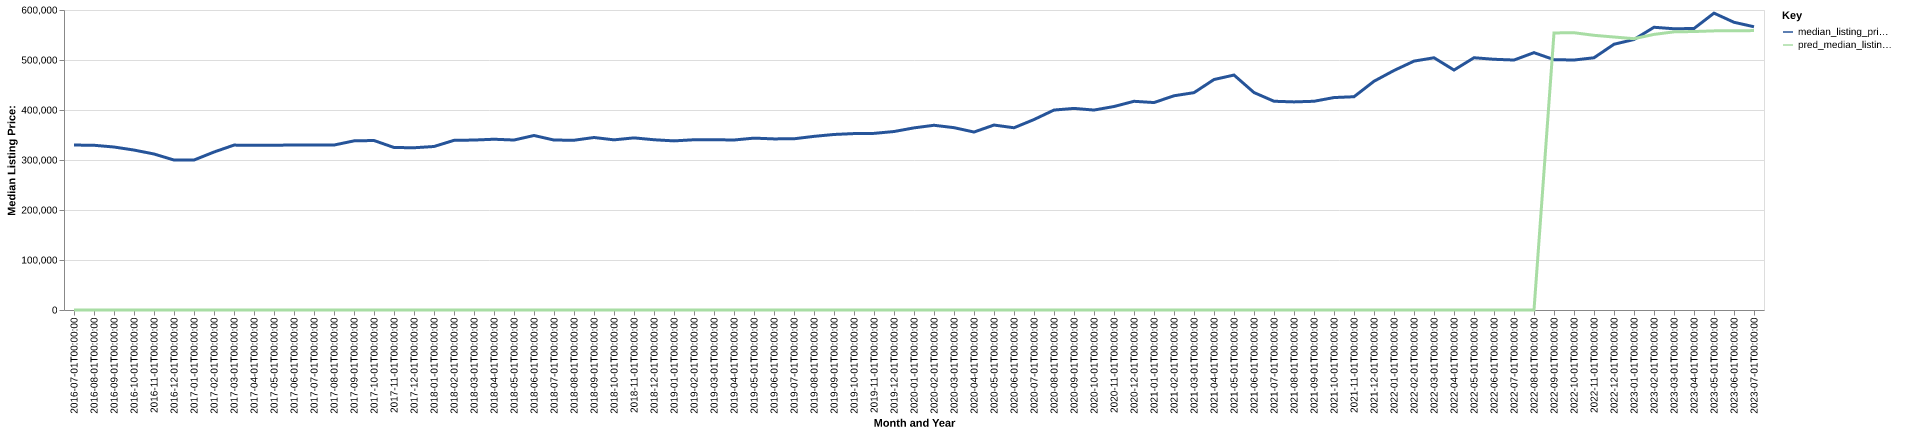 600,000
500,000
400,000
300,000
200,000
100,000
0
Median Listing Price:
2016-07-01T00:00:00
2016-08-01T00:00:00
2016-09-01T00:00:00
2016-10-01T00:00:00
2016-11-01T00:00:00
2016-12-01T00:00:00
2017-01-01T00:00:00
2017-02-01T00:00:00
2017-03-01T00:00:00
2017-04-01T00:00:00
2017-05-01T00:00:00
2017-06-01T00:00:00
2017-07-01T00:00:00
2017-08-01T00:00:00
2017-09-01T00:00:00
2017-10-01T00:00:00
2017-11-01T00:00:00
2017-12-01T00:00:00
2018-01-01T00:00:00
2018-02-01T00:00:00
2018-03-01T00:00:00
2018-04-01T00:00:00
2018-05-01T00:00:00
2018-06-01T00:00:00
2018-07-01T00:00:00
2018-08-01T00:00:00
2018-09-01T00:00:00
2018-10-01T00:00:00
2018-11-01T00:00:00
2018-12-01T00:00:00
2019-01-01T00:00:00
2019-02-01T00:00:00
2019-03-01T00:00:00
2019-04-01T00:00:00
2019-05-01T00:00:00
2019-06-01T00:00:00
2019-07-01T00:00:00
2019-08-01T00:00:00
2019-09-01T00:00:00
2019-10-01T00:00:00
2019-11-01T00:00:00
2019-12-01T00:00:00
2020-01-01T00:00:00
2020-02-01T00:00:00
2020-03-01T00:00:00
2020-04-01T00:00:00
2020-05-01T00:00:00
2020-06-01T00:00:00
2020-07-01T00:00:00
2020-08-01T00:00:00
2020-09-01T00:00:00
2020-10-01T00:00:00
2020-11-01T00:00:00
2020-12-01T00:00:00
2021-01-01T00:00:00
2021-02-01T00:00:00
2021-03-01T00:00:00
2021-04-01T00:00:00
2021-05-01T00:00:00
2021-06-01T00:00:00
2021-07-01T00:00:00
2021-08-01T00:00:00
2021-09-01T00:00:00
2021-10-01T00:00:00
2021-11-01T00:00:00
2021-12-01T00:00:00
2022-01-01T00:00:00
2022-02-01T00:00:00
2022-03-01T00:00:00
2022-04-01T00:00:00
2022-05-01T00:00:00
2022-06-01T00:00:00
2022-07-01T00:00:00
2022-08-01T00:00:00
2022-09-01T00:00:00
2022-10-01T00:00:00
2022-11-01T00:00:00
2022-12-01T00:00:00
2023-01-01T00:00:00
2023-02-01T00:00:00
2023-03-01T00:00:00
2023-04-01T00:00:00
2023-05-01T00:00:00
2023-06-01T00:00:00
2023-07-01T00:00:00
Month and Year
Key
median_listing_pri…
pred_median_listin…